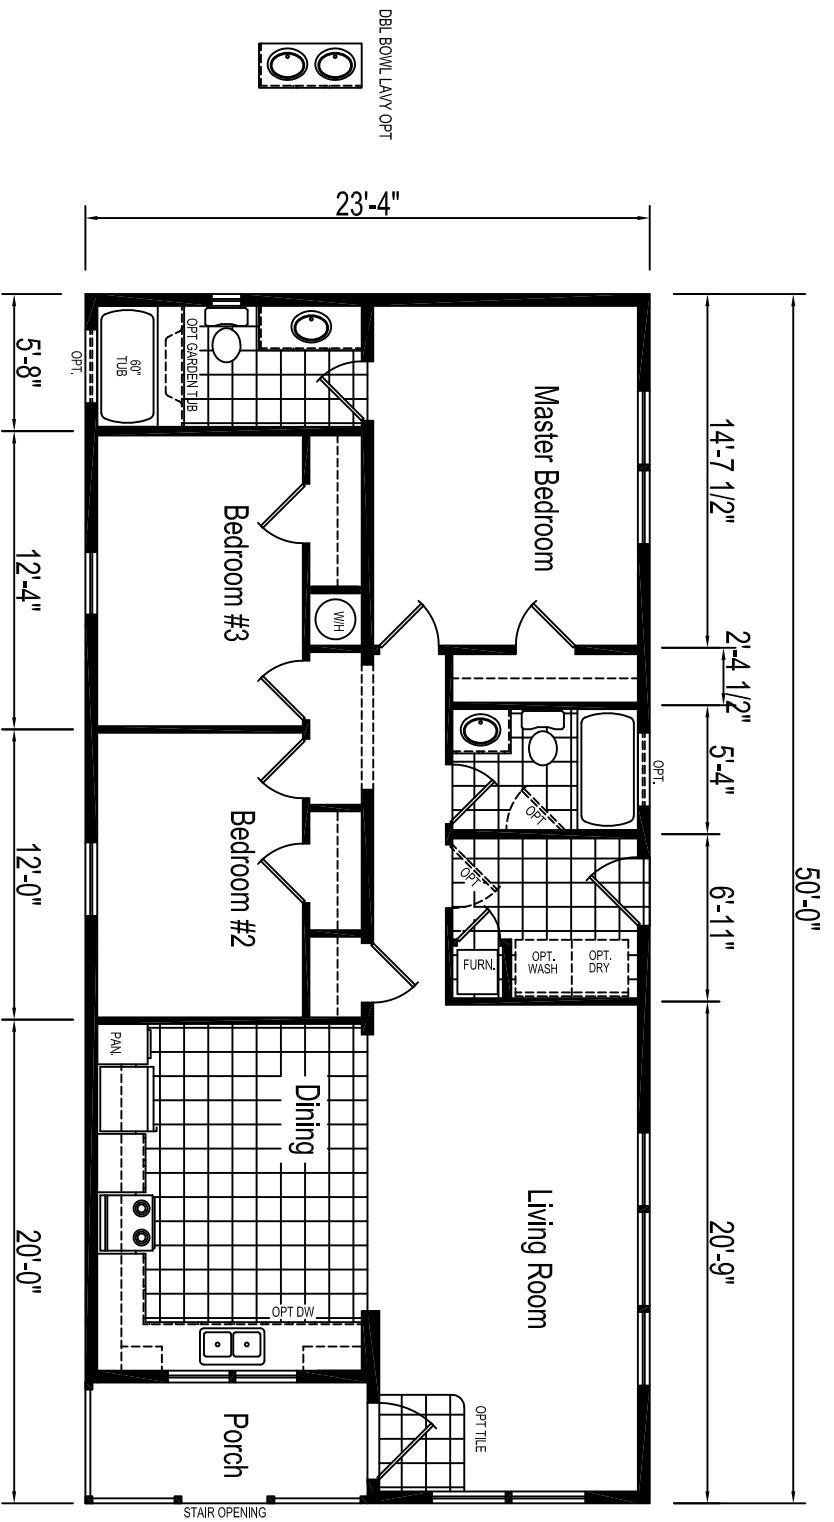 DBL BOWL LAVY OPT
23'-4"
50'-0"
14'-7 1/2"
2'-4 1/2"
5'-4"
6'-11"
20'-9"
Master Bedroom
OPT.
OPT
OPT
OPT.
WASH
OPT.
DRY
FURN.
Living Room
OPT TILE
60"
TUB
OPT GARDEN TUB
OPT.
Bedroom #3
W/H
Bedroom #2
PAN.
Dining
OPT DW
Porch
STAIR OPENING
5'-8"
12'-4"
12'-0"
20'-0"